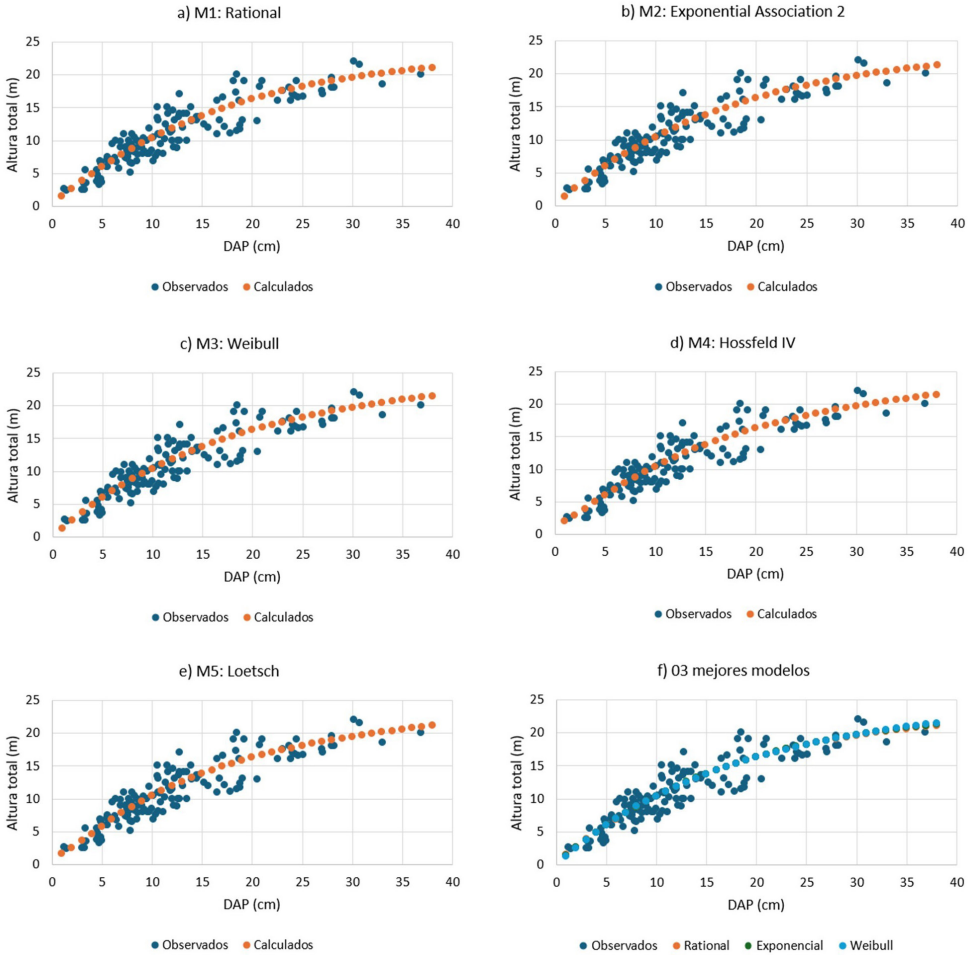 a) M1: Rational
b) M2: Exponential Association 2
25
20
15
10
5
0
Altura total (m)
0 5 10 15 20 25 30 35 40
DAP (cm)
Observados Calculados
25
20
15
10
5
0
Altura total (m)
0 5 10 15 20 25 30 35 40
DAP (cm)
Observados Calculados
c) M3: Weibull
d) M4: Hossfeld IV
25
20
15
10
5
0
Altura total (m)
0 5 10 15 20 25 30 35 40
DAP (cm)
Observados Calculados
25
20
15
10
5
0
Altura total (m)
0 5 10 15 20 25 30 35 40
DAP (cm)
Observados Calculados
e) M5: Loetsch
f) 03 mejores modelos
25
20
15
10
5
0
Altura total (m)
0 5 10 15 20 25 30 35 40
DAP (cm)
Observados Calculados
25
20
15
10
5
0
Altura total (m)
0 5 10 15 20 25 30 35 40
DAP (cm)
Observados Rational Exponencial Weibull